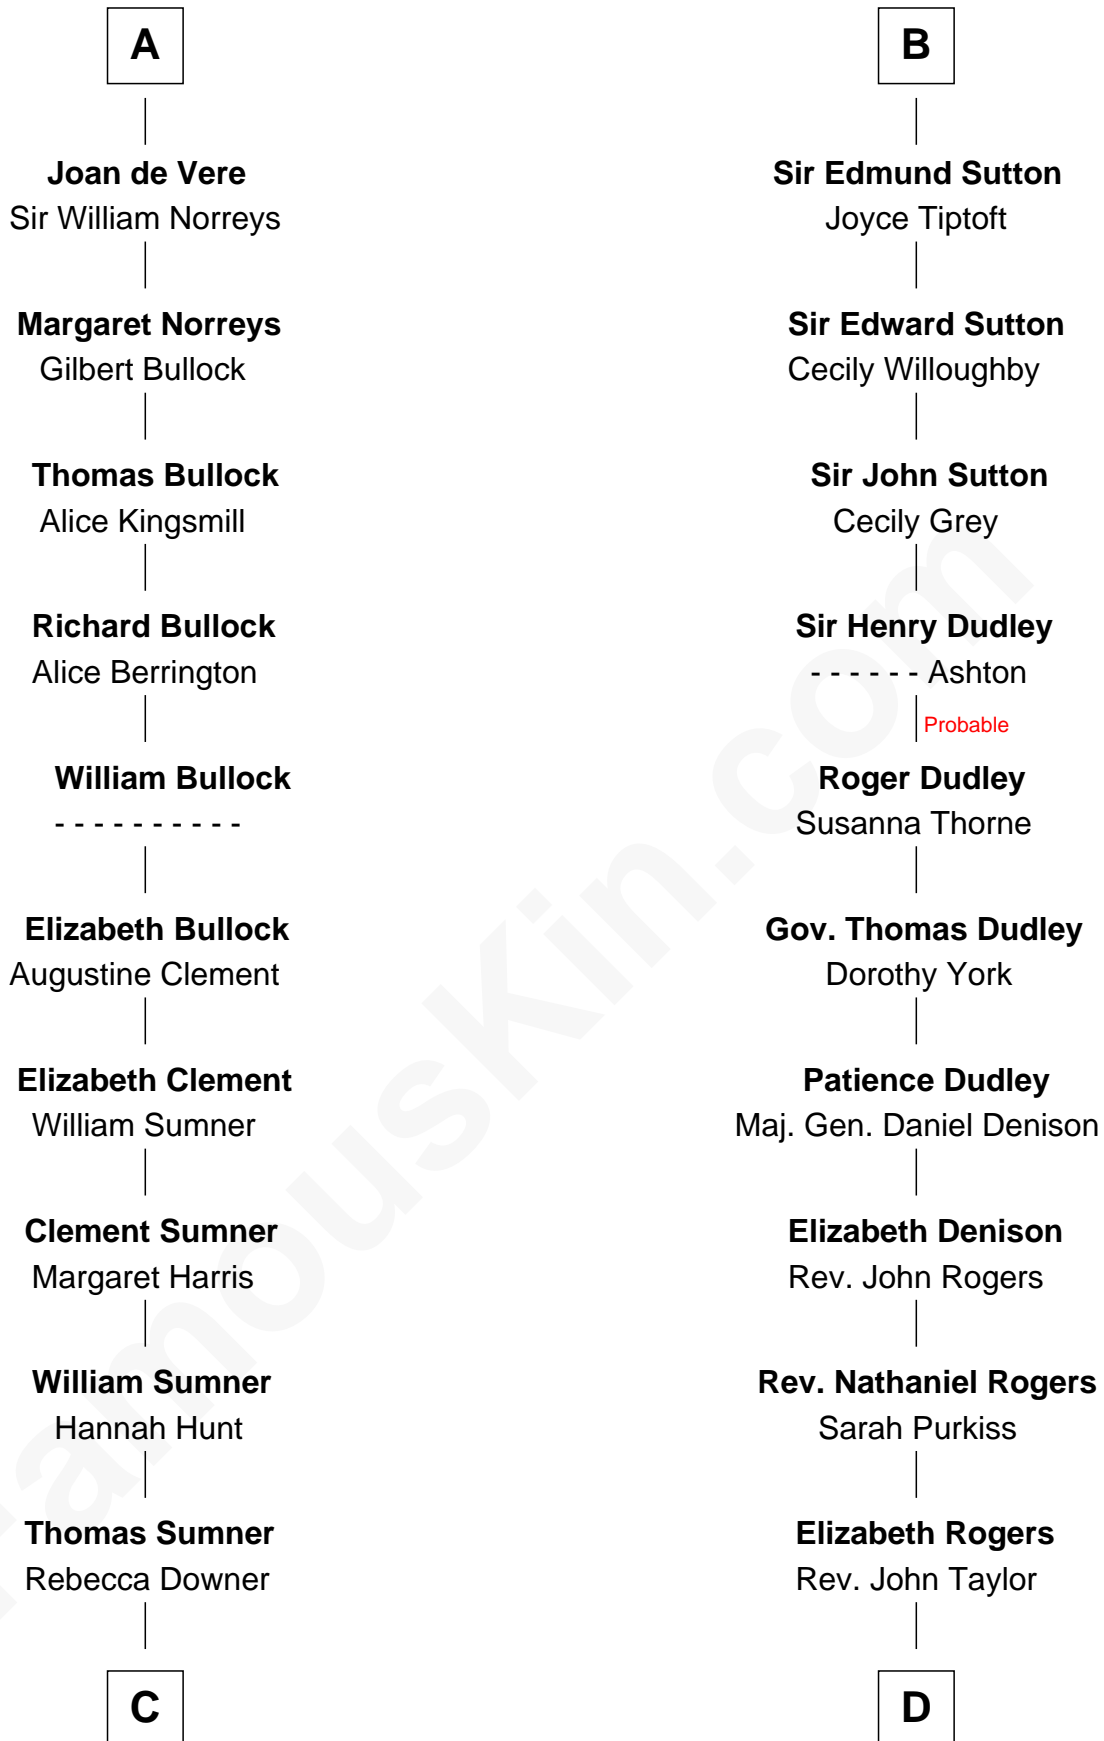 A
Joan de Vere
Sir William Norreys
Margaret Norreys
Gilbert Bullock
Thomas Bullock
Alice Kingsmill
Richard Bullock
Alice Berrington
William Bullock
- - - - - - - - - -
Elizabeth Bullock
Augustine Clement
Elizabeth Clement
William Sumner
Clement Sumner
Margaret Harris
William Sumner
Hannah Hunt
Thomas Sumner
Rebecca Downer
C
B
Sir Edmund Sutton
Joyce Tiptoft
Sir Edward Sutton
Cecily Willoughby
Sir John Sutton
Cecily Grey
Sir Henry Dudley
- - - - - - Ashton
Probable
Roger Dudley
Susanna Thorne
Gov. Thomas Dudley
Dorothy York
Patience Dudley
Maj. Gen. Daniel Denison
Elizabeth Denison
Rev. John Rogers
Rev. Nathaniel Rogers
Sarah Purkiss
Elizabeth Rogers
Rev. John Taylor
D
FamousKin.com